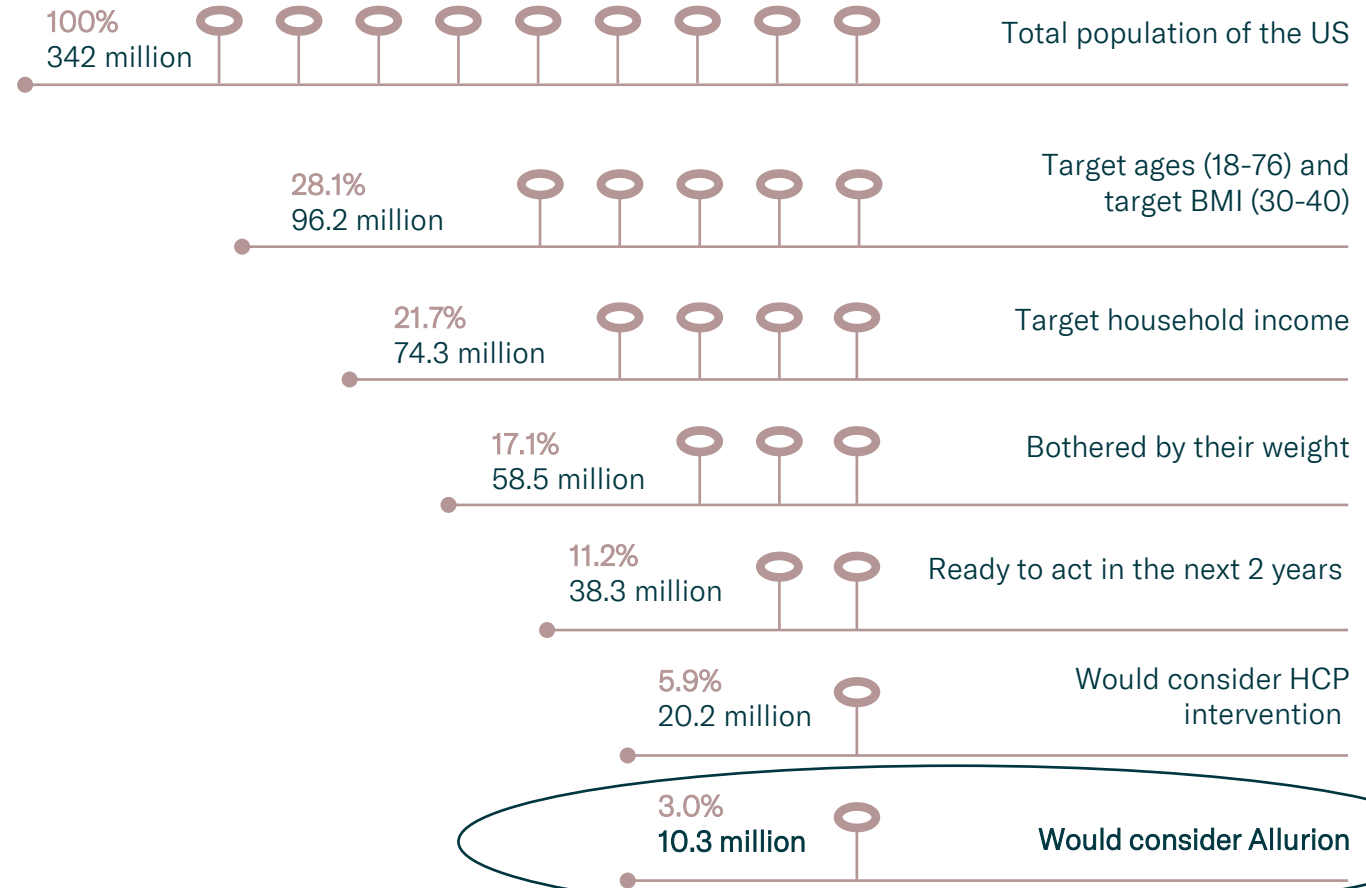 100%
342 million
Total population of the US
28.1%
96.2 million
Target ages (18-76) and
target BMI (30-40)
21.7%
74.3 million
Target household income
17.1%
58.5 million
Bothered by their weight
11.2%
38.3 million
Ready to act in the next 2 years
5.9%
20.2 million
Would consider HCP
intervention
3.0%
10.3 million
Would consider Allurion